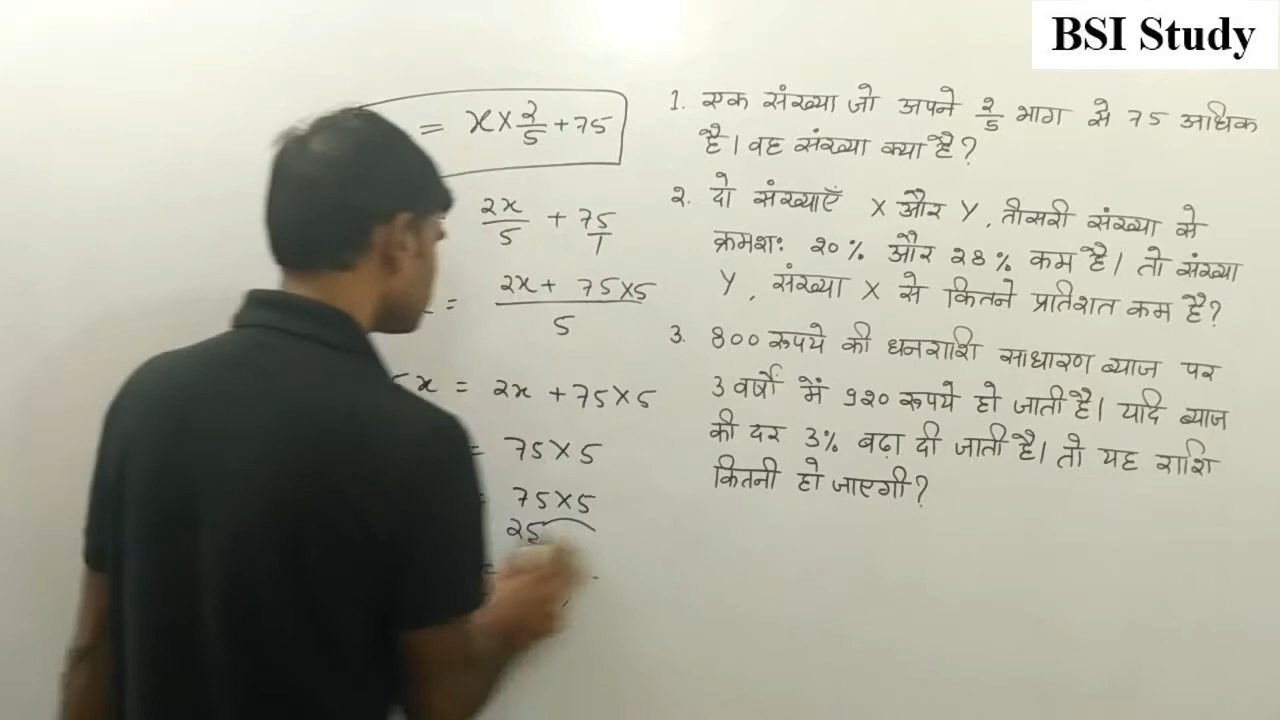 BSI Study
= x × 2/5 + 75
2x/5 + 75/1
= 2x + 75×5 / 5
5x = 2x + 75×5
= 75×5
75×5
25
=
1. एक संख्या जो अपने 2/5 भाग से 75 अधिक
है। वह संख्या क्या है?
2. दो संख्याएँ X और Y, तीसरी संख्या से
क्रमशः 20% और 28% कम है। तो संख्या
Y, संख्या X से कितने प्रतिशत कम है?
3. 800 रुपये की धनराशि साधारण ब्याज पर
3 वर्षों में 920 रुपये हो जाती है। यदि ब्याज
की दर 3% बढ़ा दी जाती है। तो यह राशि
कितनी हो जाएगी?